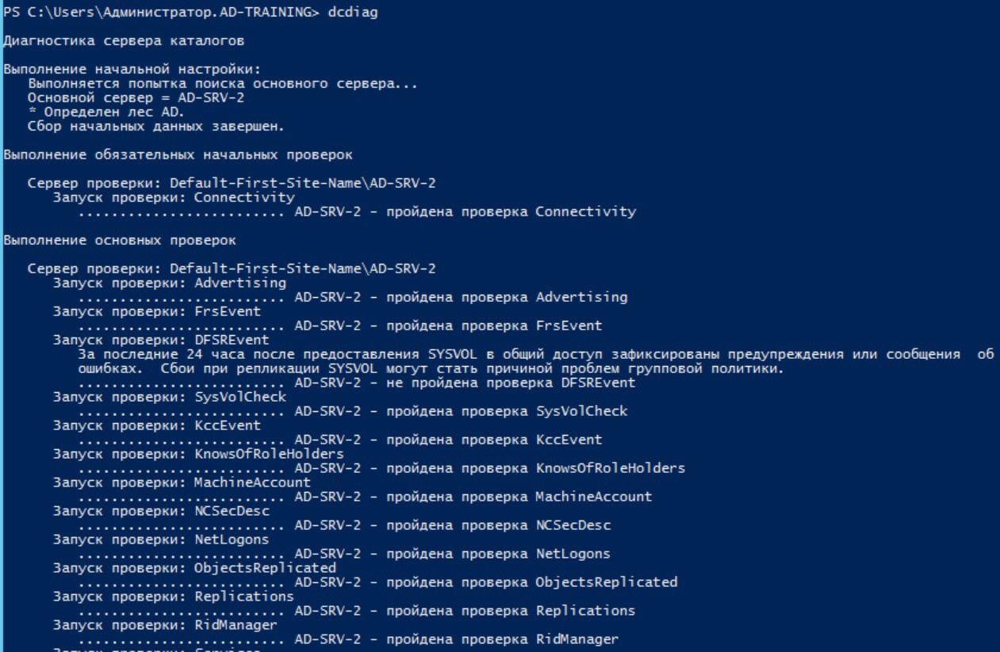 PS C:\Users\Администратор.AD-TRAINING> dcdiag
Диагностика сервера каталогов
Выполнение начальной настройки:
Выполняется попытка поиска основного сервера...
Основной сервер = AD-SRV-2
* Определен лес AD.
Сбор начальных данных завершен.
Выполнение обязательных начальных проверок
Сервер проверки: Default-First-Site-Name\AD-SRV-2
Запуск проверки: Connectivity
......................... AD-SRV-2 - пройдена проверка Connectivity
Выполнение основных проверок
Сервер проверки: Default-First-Site-Name\AD-SRV-2
Запуск проверки: Advertising
......................... AD-SRV-2 - пройдена проверка Advertising
Запуск проверки: FrsEvent
......................... AD-SRV-2 - пройдена проверка FrsEvent
Запуск проверки: DFSREvent
За последние 24 часа после предоставления SYSVOL в общий доступ зафиксированы предупреждения или сообщения  об
ошибках.  Сбои при репликации SYSVOL могут стать причиной проблем групповой политики.
......................... AD-SRV-2 - не пройдена проверка DFSREvent
Запуск проверки: SysVolCheck
......................... AD-SRV-2 - пройдена проверка SysVolCheck
Запуск проверки: KccEvent
......................... AD-SRV-2 - пройдена проверка KccEvent
Запуск проверки: KnowsOfRoleHolders
......................... AD-SRV-2 - пройдена проверка KnowsOfRoleHolders
Запуск проверки: MachineAccount
......................... AD-SRV-2 - пройдена проверка MachineAccount
Запуск проверки: NCSecDesc
......................... AD-SRV-2 - пройдена проверка NCSecDesc
Запуск проверки: NetLogons
......................... AD-SRV-2 - пройдена проверка NetLogons
Запуск проверки: ObjectsReplicated
......................... AD-SRV-2 - пройдена проверка ObjectsReplicated
Запуск проверки: Replications
......................... AD-SRV-2 - пройдена проверка Replications
Запуск проверки: RidManager
......................... AD-SRV-2 - пройдена проверка RidManager